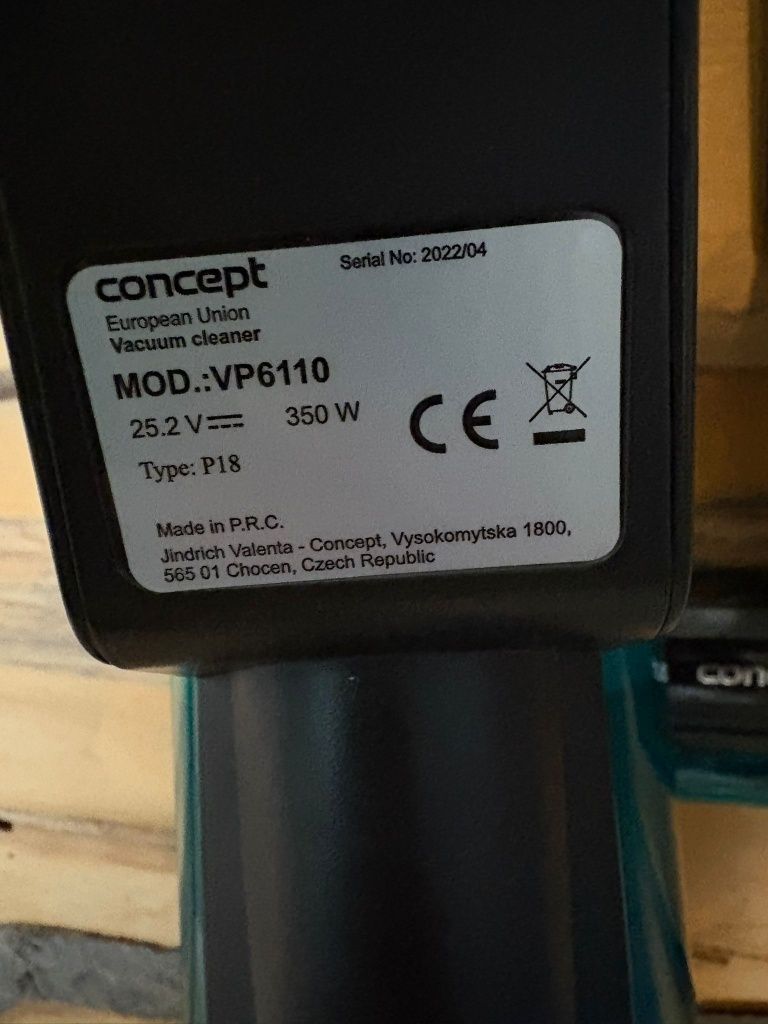 concept
Serial No: 2022/04
European Union
Vacuum cleaner
MOD.:VP6110
25.2 V⎓ 350 W
CE
Type: P18
Made in P.R.C.
Jindrich Valenta - Concept, Vysokomytska 1800,
565 01 Chocen, Czech Republic